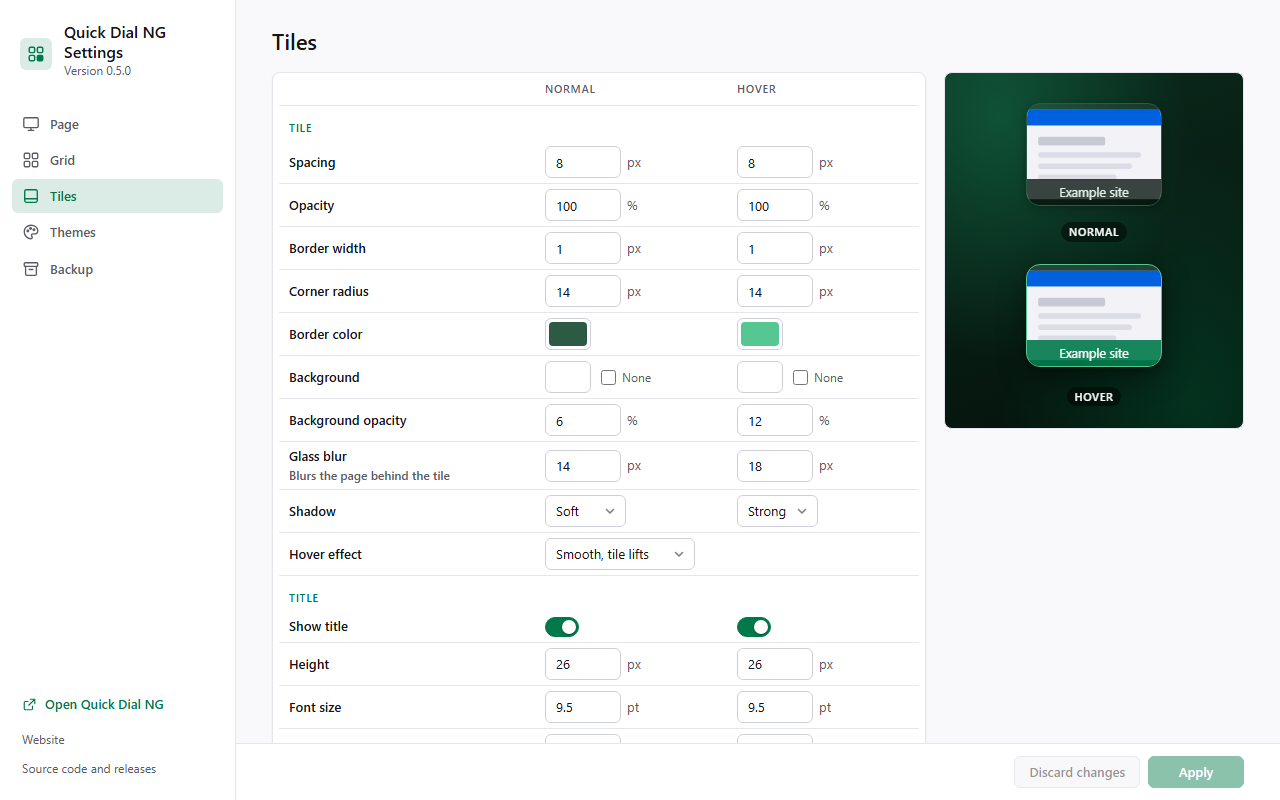 Quick Dial NG
Settings
Version 0.5.0
Page
Grid
Tiles
Themes
Backup
Open Quick Dial NG
Website
Source code and releases
Tiles
NORMAL HOVER
TILE
Spacing 8 px 8 px
Opacity 100 % 100 %
Border width 1 px 1 px
Corner radius 14 px 14 px
Border color
Background None None
Background opacity 6 % 12 %
Glass blur
Blurs the page behind the tile
14 px 18 px
Shadow Soft Strong
Hover effect Smooth, tile lifts
TITLE
Show title
Height 26 px 26 px
Font size 9.5 pt 9.5 pt
Example site
NORMAL
Example site
HOVER
Discard changes Apply